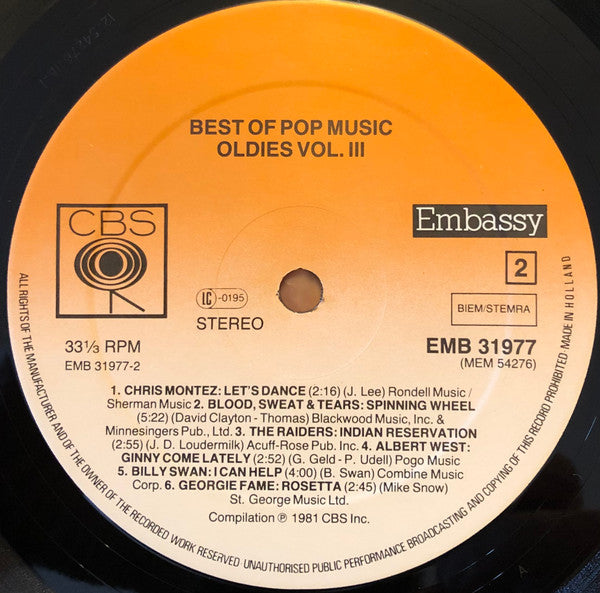 BEST OF POP MUSIC
OLDIES VOL. III
CBS
Embassy
2
LC -0195
STEREO
BIEM/STEMRA
33⅓ RPM
EMB 31977-2
EMB 31977
(MEM 54276)
1. CHRIS MONTEZ: LET'S DANCE (2:16) (J. Lee) Rondell Music/
Sherman Music 2. BLOOD, SWEAT & TEARS: SPINNING WHEEL
(5:22) (David Clayton - Thomas) Blackwood Music, Inc. &
Minnesingers Pub., Ltd. 3. THE RAIDERS: INDIAN RESERVATION
(2:55) (J. D. Loudermilk) Acuff-Rose Pub. Inc. 4. ALBERT WEST:
GINNY COME LATELY (2:52) (G. Geld - P. Udell) Pogo Music
5. BILLY SWAN: I CAN HELP (4:00) (B. Swan) Combine Music
Corp. 6. GEORGIE FAME: ROSETTA (2:45) (Mike Snow)
St. George Music Ltd.
Compilation ℗ 1981 CBS Inc.
ALL RIGHTS OF THE MANUFACTURER AND OF THE OWNER OF THE RECORDED WORK RESERVED UNAUTHORISED PUBLIC PERFORMANCE BROADCASTING AND COPYING OF THIS RECORD PROHIBITED MADE IN HOLLAND